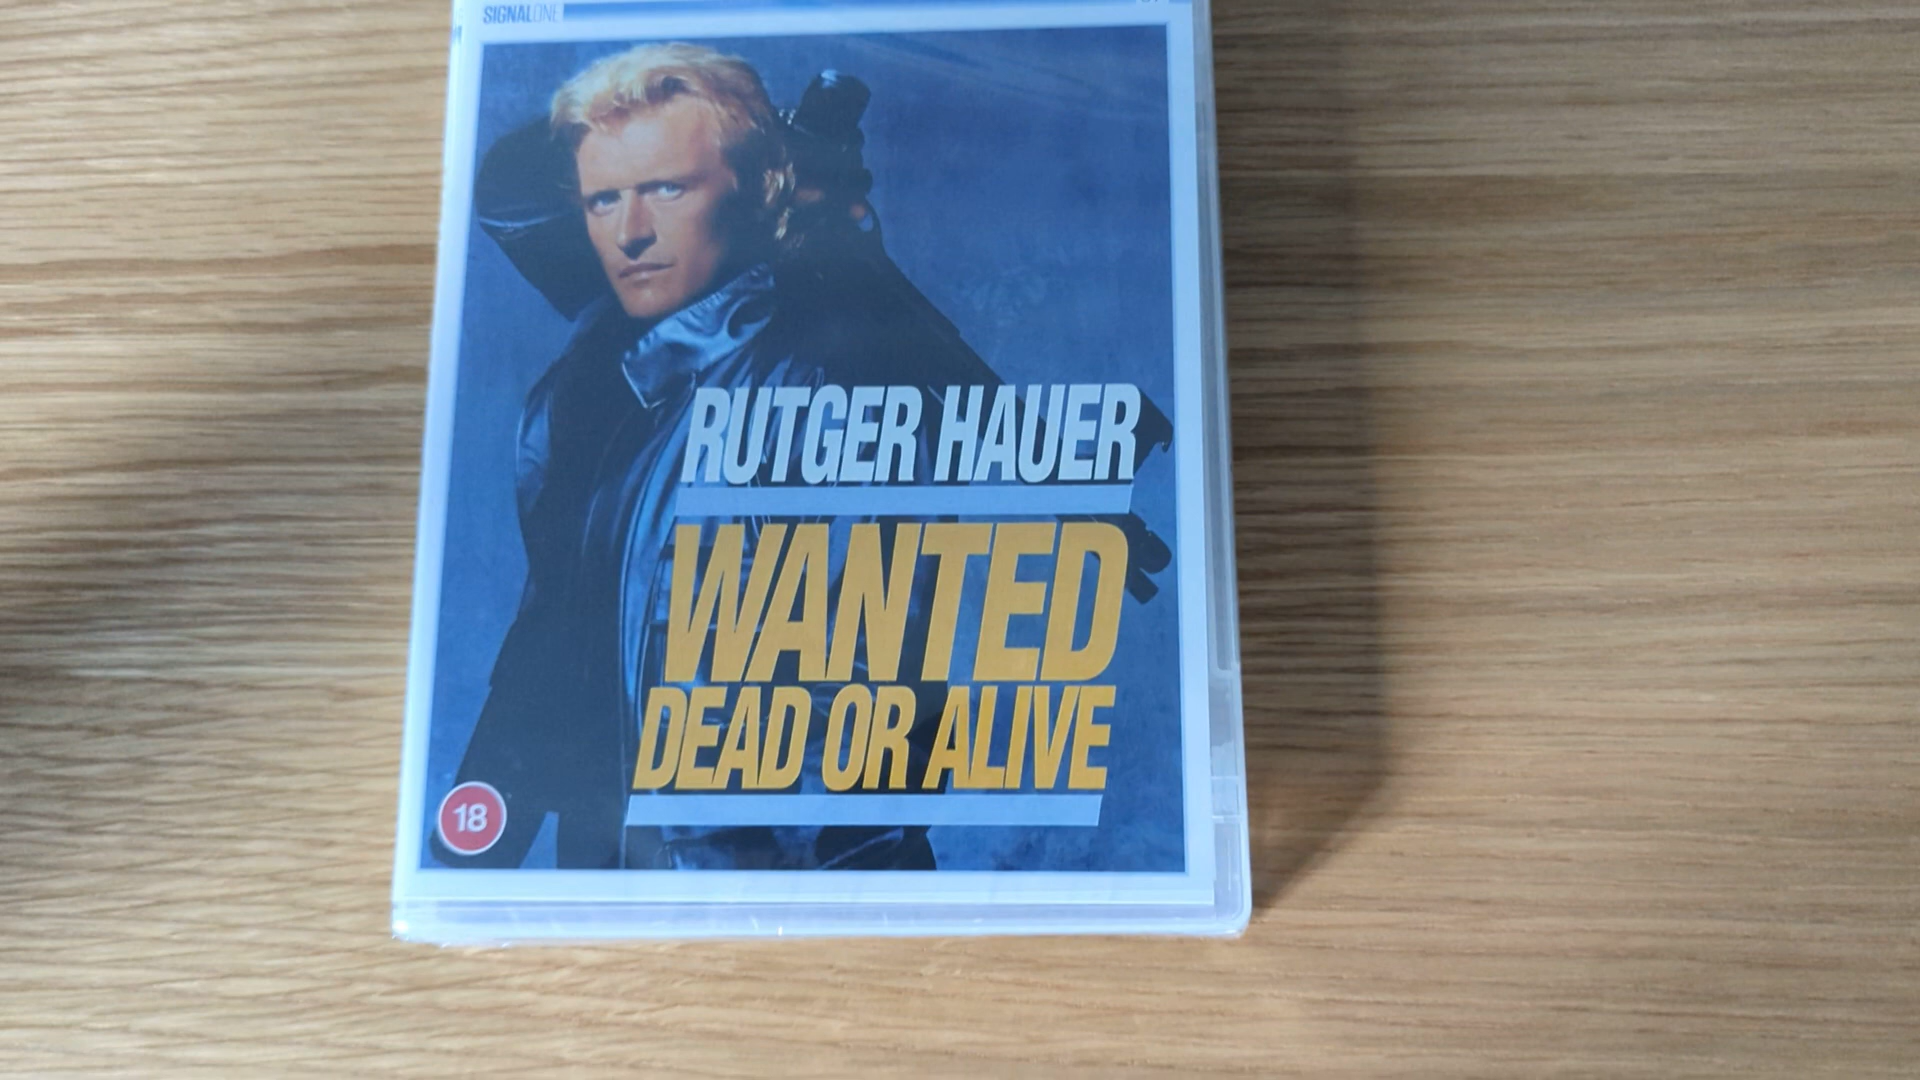 SIGNALONE
RUTGER HAUER
WANTED
DEAD OR ALIVE
18